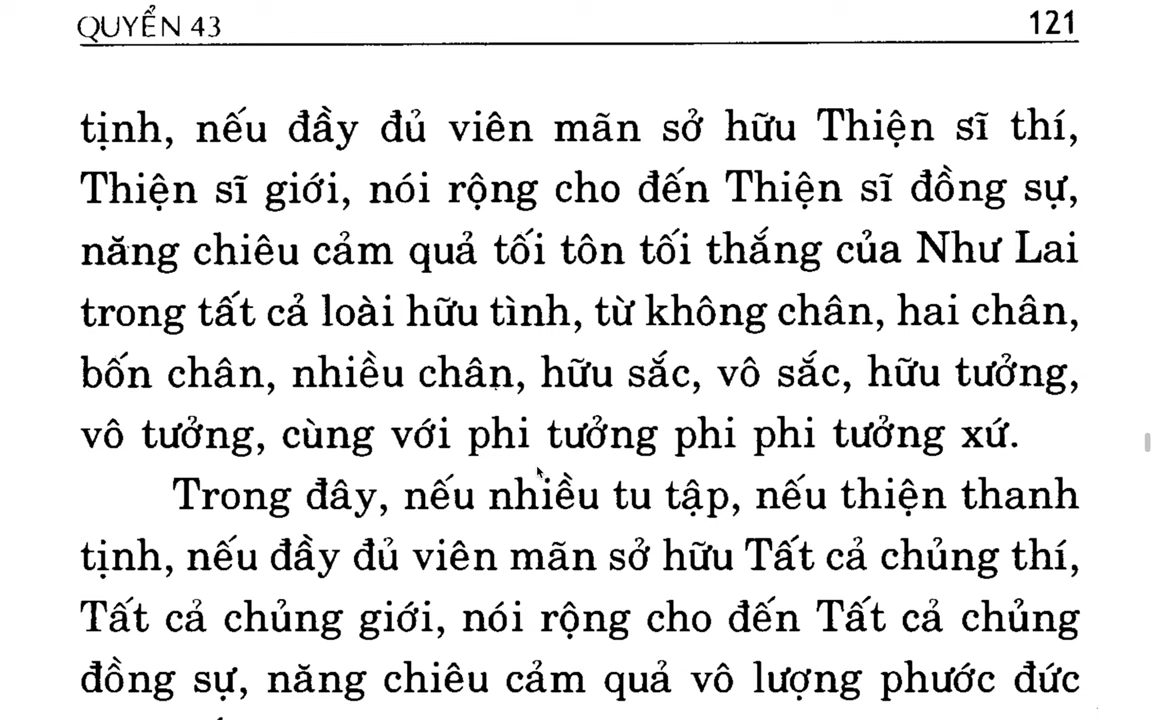 QUYỂN 43
121
tịnh, nếu đầy đủ viên mãn sở hữu Thiện sĩ thí,
Thiện sĩ giới, nói rộng cho đến Thiện sĩ đồng sự,
năng chiêu cảm quả tối tôn tối thắng của Như Lai
trong tất cả loài hữu tình, từ không chân, hai chân,
bốn chân, nhiều chân, hữu sắc, vô sắc, hữu tưởng,
vô tưởng, cùng với phi tưởng phi phi tưởng xứ.
Trong đây, nếu nhiều tu tập, nếu thiện thanh
tịnh, nếu đầy đủ viên mãn sở hữu Tất cả chủng thí,
Tất cả chủng giới, nói rộng cho đến Tất cả chủng
đồng sự, năng chiêu cảm quả vô lượng phước đức